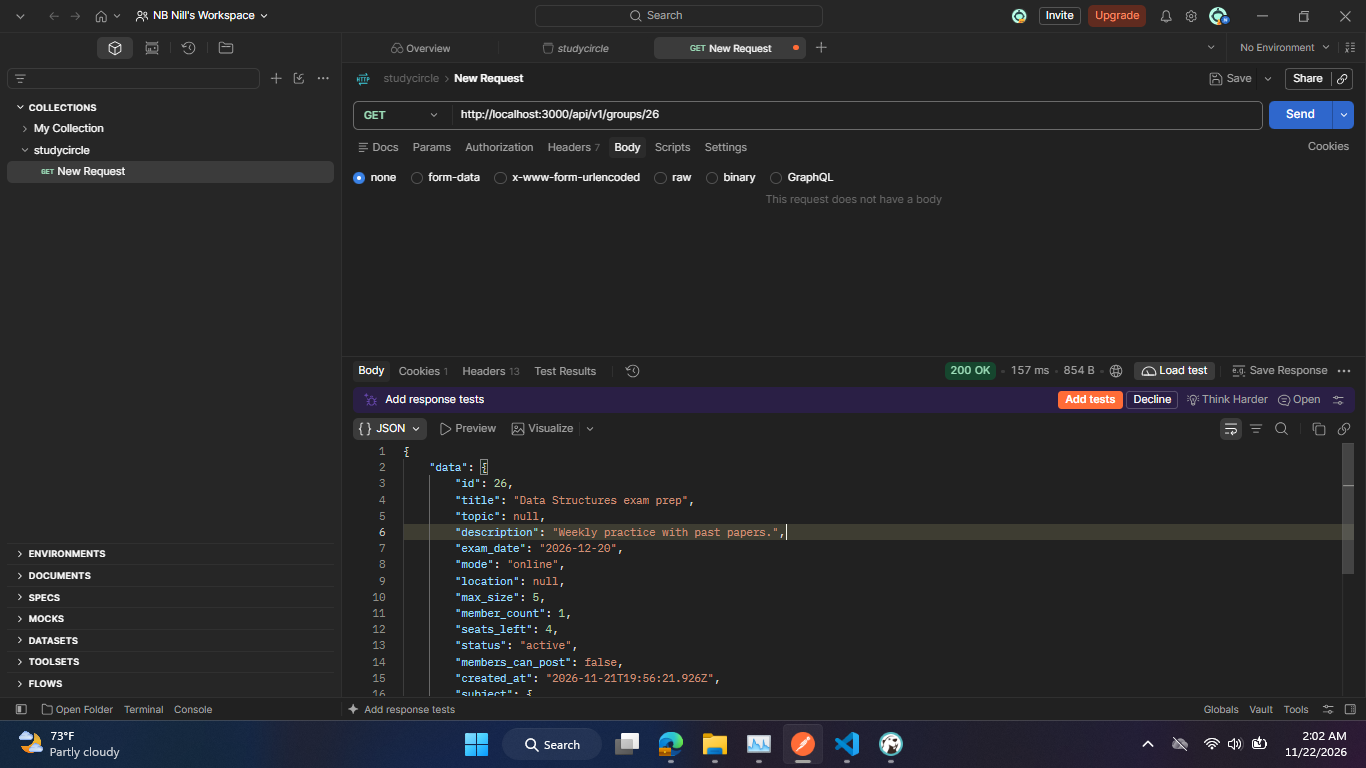 NB Nill's Workspace
Search
Invite
Upgrade
Overview
studycircle
GET New Request
No Environment
HTTP
studycircle > New Request
Save
Share
COLLECTIONS
My Collection
studycircle
GET New Request
GET
http://localhost:3000/api/v1/groups/26
Send
Docs
Params
Authorization
Headers 7
Body
Scripts
Settings
Cookies
none
form-data
x-www-form-urlencoded
raw
binary
GraphQL
This request does not have a body
Body
Cookies 1
Headers 13
Test Results
200 OK
157 ms
854 B
Load test
e.g. Save Response
Add response tests
Add tests
Decline
Think Harder
Open
{ } JSON
Preview
Visualize
1 {
2 "data": {
3 "id": 26,
4 "title": "Data Structures exam prep",
5 "topic": null,
6 "description": "Weekly practice with past papers.",
7 "exam_date": "2026-12-20",
8 "mode": "online",
9 "location": null,
10 "max_size": 5,
11 "member_count": 1,
12 "seats_left": 4,
13 "status": "active",
14 "members_can_post": false,
15 "created_at": "2026-11-21T19:56:21.926Z",
16 "subject": {
ENVIRONMENTS
DOCUMENTS
SPECS
MOCKS
DATASETS
TOOLSETS
FLOWS
Open Folder
Terminal
Console
Add response tests
Globals
Vault
Tools
73°F
Partly cloudy
Search
2:02 AM
11/22/2026